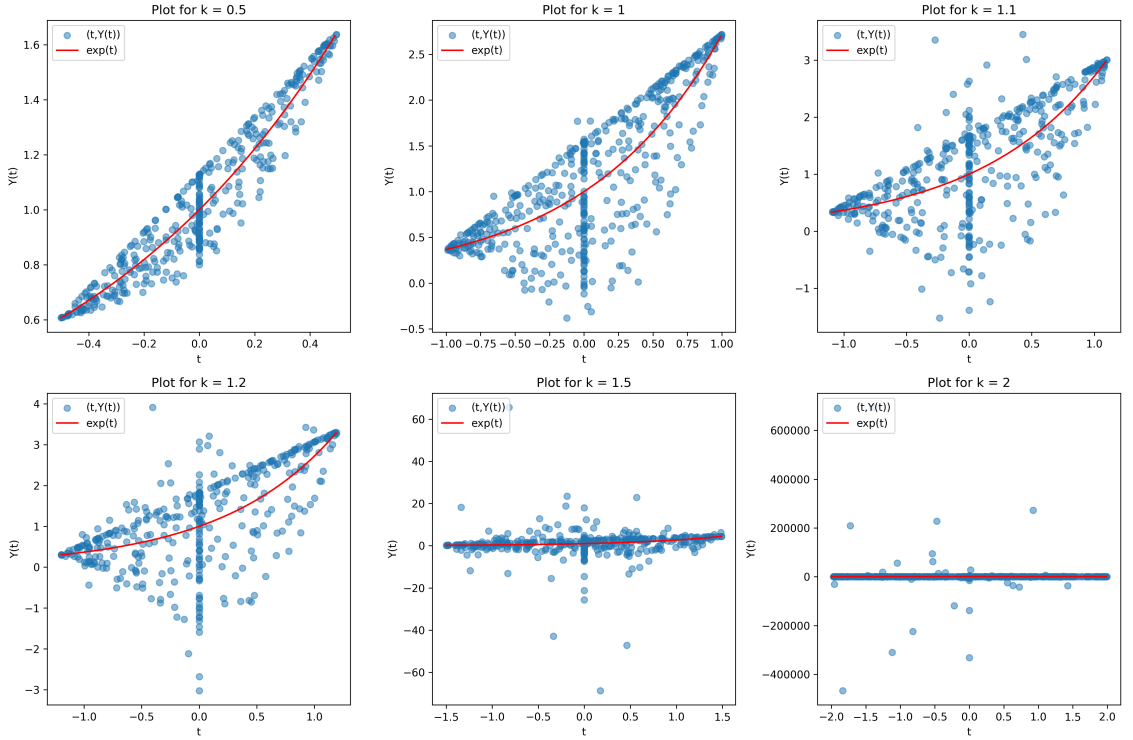 Plot for k = 0.5
(t,Y(t))
exp(t)
Y(t)
1.6
1.4
1.2
1.0
0.8
0.6
−0.4
−0.2
0.0
0.2
0.4
t
Plot for k = 1
(t,Y(t))
exp(t)
Y(t)
2.5
2.0
1.5
1.0
0.5
0.0
−0.5
−1.00
−0.75
−0.50
−0.25
0.00
0.25
0.50
0.75
1.00
t
Plot for k = 1.1
(t,Y(t))
exp(t)
Y(t)
3
2
1
0
−1
−1.0
−0.5
0.0
0.5
1.0
t
Plot for k = 1.2
(t,Y(t))
exp(t)
Y(t)
4
3
2
1
0
−1
−2
−3
−1.0
−0.5
0.0
0.5
1.0
t
Plot for k = 1.5
(t,Y(t))
exp(t)
Y(t)
60
40
20
0
−20
−40
−60
−1.5
−1.0
−0.5
0.0
0.5
1.0
1.5
t
Plot for k = 2
(t,Y(t))
exp(t)
Y(t)
600000
400000
200000
0
−200000
−400000
−2.0
−1.5
−1.0
−0.5
0.0
0.5
1.0
1.5
2.0
t